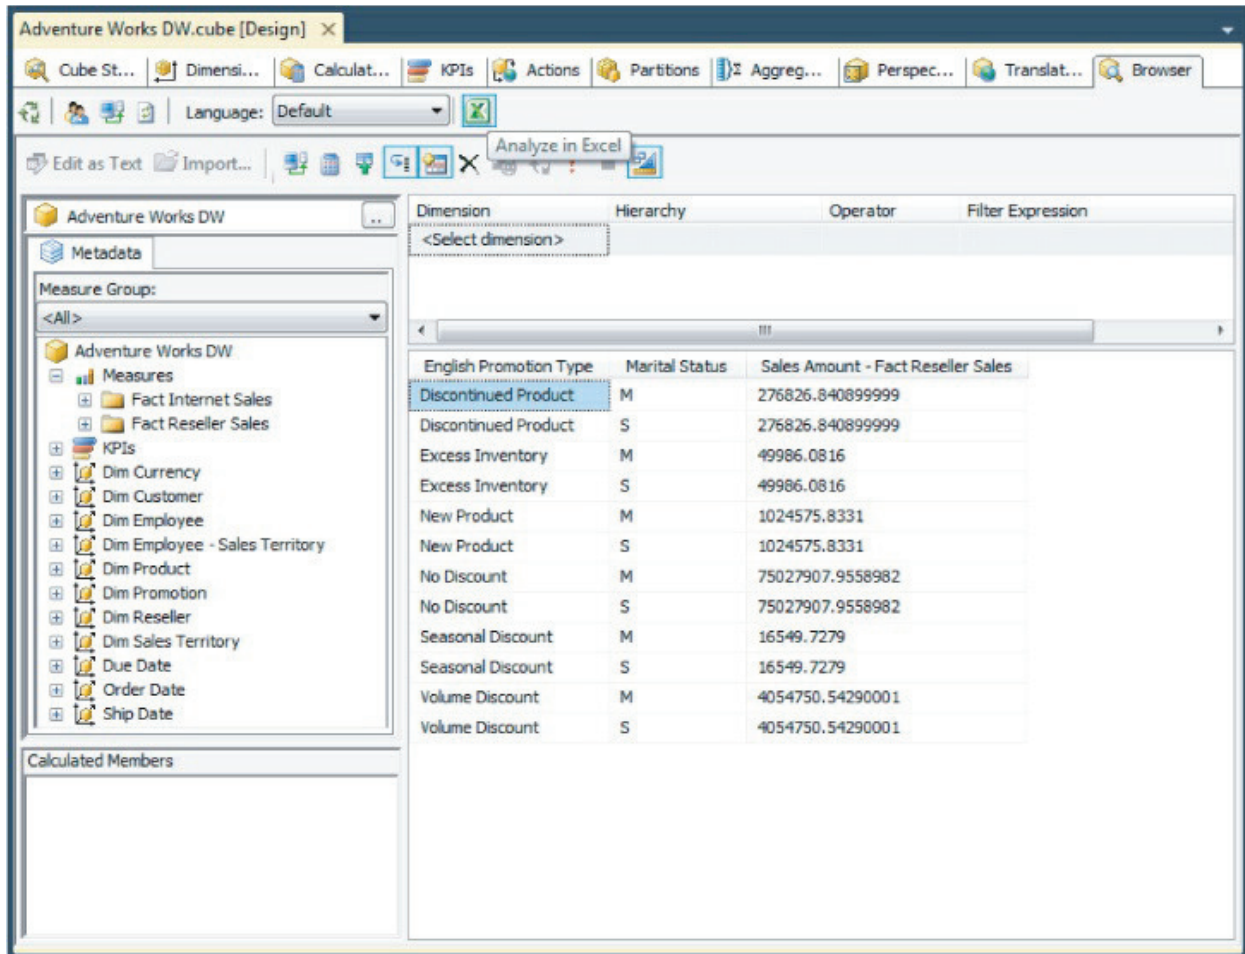 Adventure Works DW.cube [Design]
Cube St... Dimensi... Calculat... KPIs Actions Partitions Aggreg... Perspec... Translat... Browser
Language: Default
Analyze in Excel
Edit as Text Import...
Adventure Works DW ..
Metadata
Measure Group:
<All>
Adventure Works DW
Measures
Fact Internet Sales
Fact Reseller Sales
KPIs
Dim Currency
Dim Customer
Dim Employee
Dim Employee - Sales Territory
Dim Product
Dim Promotion
Dim Reseller
Dim Sales Territory
Due Date
Order Date
Ship Date
Calculated Members
Dimension Hierarchy Operator Filter Expression
<Select dimension>
English Promotion Type Marital Status Sales Amount - Fact Reseller Sales
Discontinued Product M 276826.840899999
Discontinued Product S 276826.840899999
Excess Inventory M 49986.0816
Excess Inventory S 49986.0816
New Product M 1024575.8331
New Product S 1024575.8331
No Discount M 75027907.9558982
No Discount S 75027907.9558982
Seasonal Discount M 16549.7279
Seasonal Discount S 16549.7279
Volume Discount M 4054750.54290001
Volume Discount S 4054750.54290001